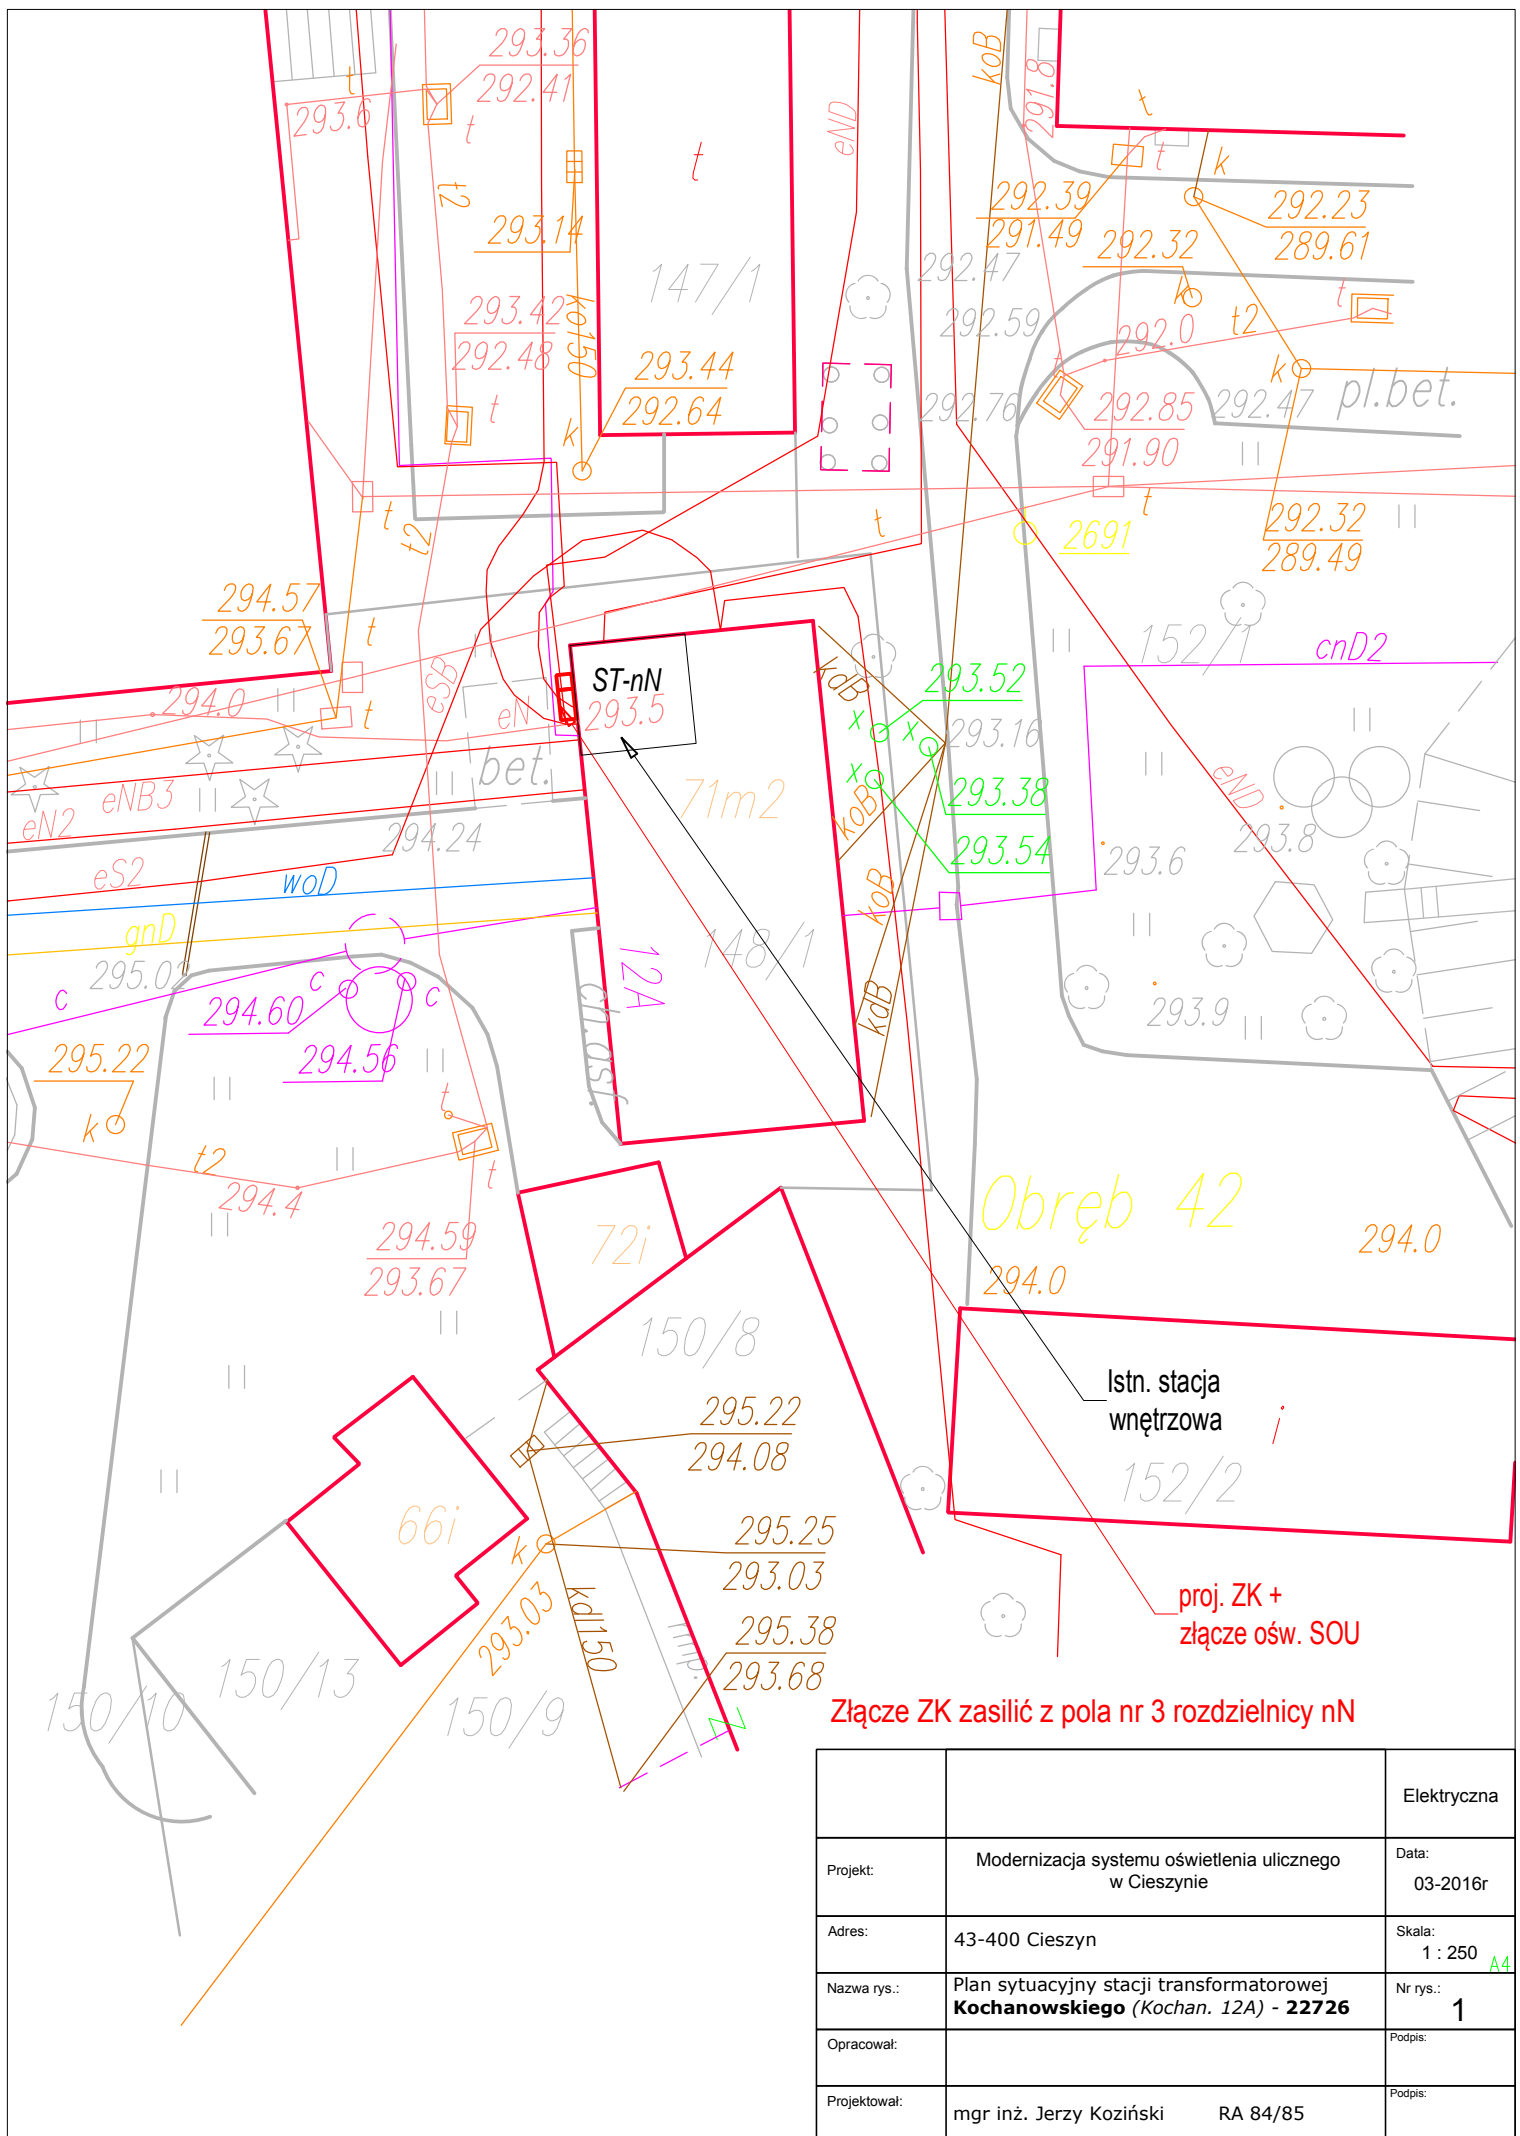 293.36
292.41
293.6
t
t
t2
293.14
147/1
t
eND
koB
291.8
t
t
k
292.39
291.49
292.23
289.61
292.32
k
292.47
292.59
292.76
t
t2
292.0
t
k
pl.bet.
292.85
291.90
292.47
293.42
292.48
t
ko150
293.44
292.64
k
t
t2
t
t
2691
292.32
289.49
294.57
293.67
t
t
294.0
eSB
eN
bet.
ST-nN
293.5
kdB
293.52
x
x
x
293.16
293.38
293.54
koB
koB
kdB
152/1
cnD2
eND
293.8
293.6
293.9
eNB3
eN2
294.24
eS2
woD
gnD
295.02
c
c
c
294.60
294.56
71m2
148/1
12A
ch.asf.
295.22
k
t
t
t2
294.4
294.59
293.67
72i
150/8
Obręb 42
294.0
294.0
Istn. stacja
wnętrzowa
i
152/2
295.22
294.08
66i
k
295.25
293.03
293.03
kdl150
rmp.
295.38
293.68
proj. ZK +
złącze ośw. SOU
150/10
150/13
150/9
Złącze ZK zasilić z pola nr 3 rozdzielnicy nN
Elektryczna
Projekt:
Modernizacja systemu oświetlenia ulicznego
w Cieszynie
Data:
03-2016r
Adres:
43-400 Cieszyn
Skala:
1 : 250
A4
Nazwa rys.:
Plan sytuacyjny stacji transformatorowej
Kochanowskiego (Kochan. 12A) - 22726
Nr rys.:
1
Opracował:
Podpis:
Projektował:
mgr inż. Jerzy Koziński RA 84/85
Podpis: